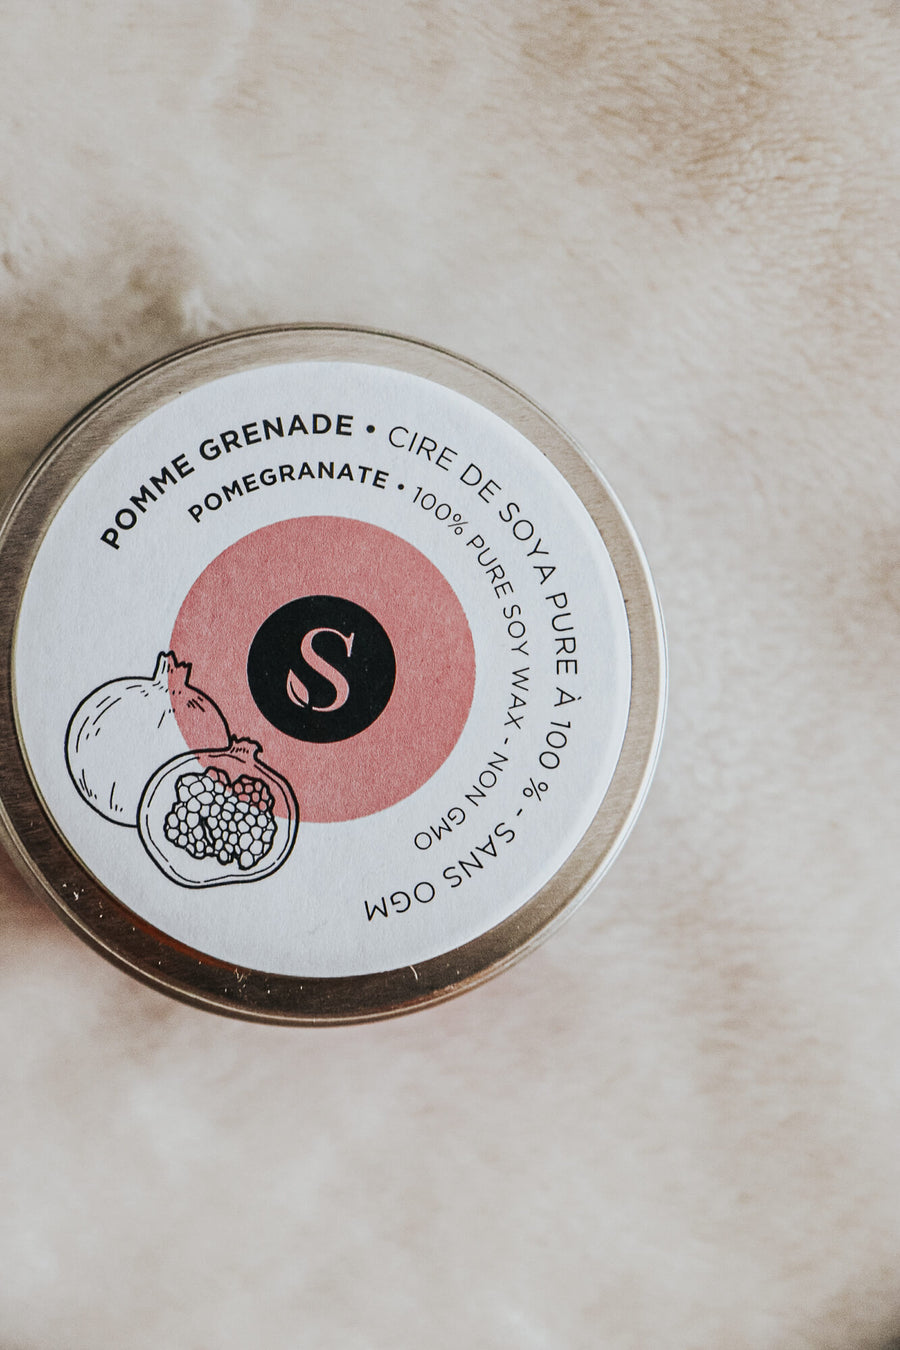 POMME GRENADE • CIRE DE SOYA PURE À 100 % - SANS OGM
POMEGRANATE • 100% PURE SOY WAX - NON GMO
S